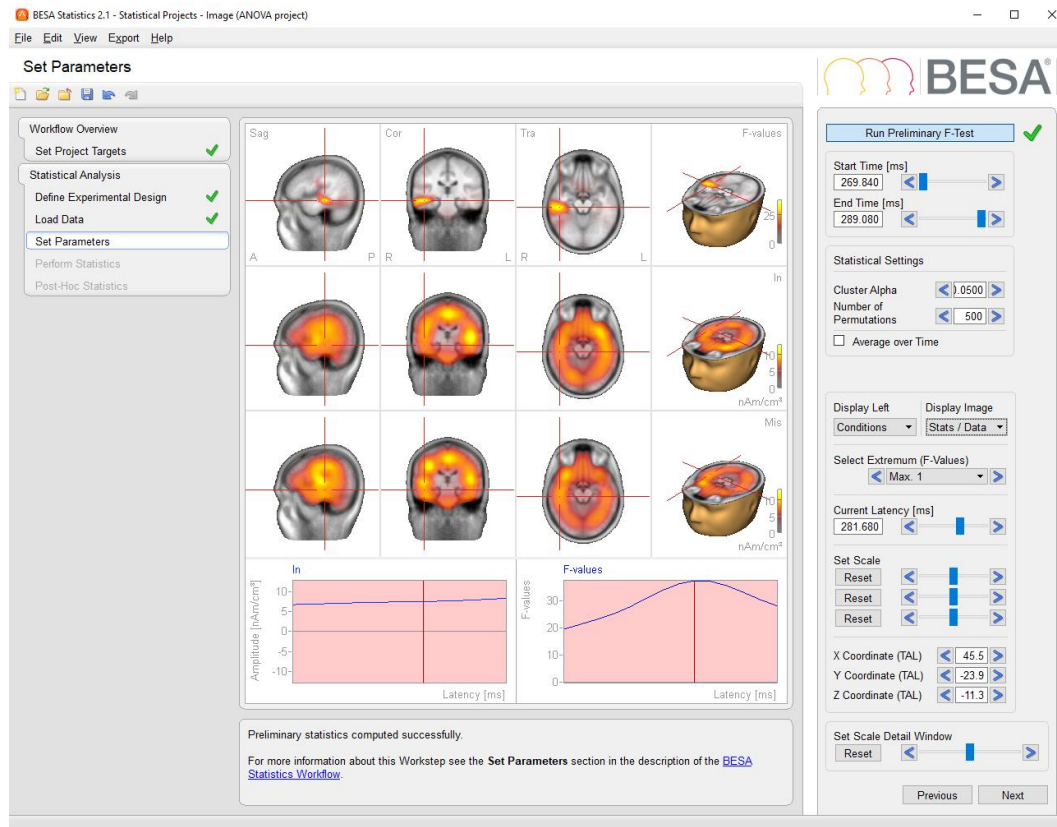 BESA Statistics 2.1 - Statistical Projects - Image (ANOVA project)
File Edit View Export Help
Set Parameters
BESA®
Workflow Overview
Set Project Targets
Statistical Analysis
Define Experimental Design
Load Data
Set Parameters
Perform Statistics
Post-Hoc Statistics
Sag Cor Tra F-values
25
0
A P R L R L
In
10
5
0
nAm/cm³
Mis
10
5
0
nAm/cm³
In
Amplitude [nAm/cm³]
10
5
0
-5
-10
Latency [ms]
F-values
F-values
30
20
10
0
Latency [ms]
Preliminary statistics computed successfully.
For more information about this Workstep see the Set Parameters section in the description of the BESA
Statistics Workflow.
Run Preliminary F-Test
Start Time [ms]
269.840
End Time [ms]
289.080
Statistical Settings
Cluster Alpha 0.0500
Number of
Permutations 500
Average over Time
Display Left Display Image
Conditions Stats / Data
Select Extremum (F-Values)
Max. 1
Current Latency [ms]
281.680
Set Scale
Reset
Reset
Reset
X Coordinate (TAL) 45.5
Y Coordinate (TAL) -23.9
Z Coordinate (TAL) -11.3
Set Scale Detail Window
Reset
Previous Next